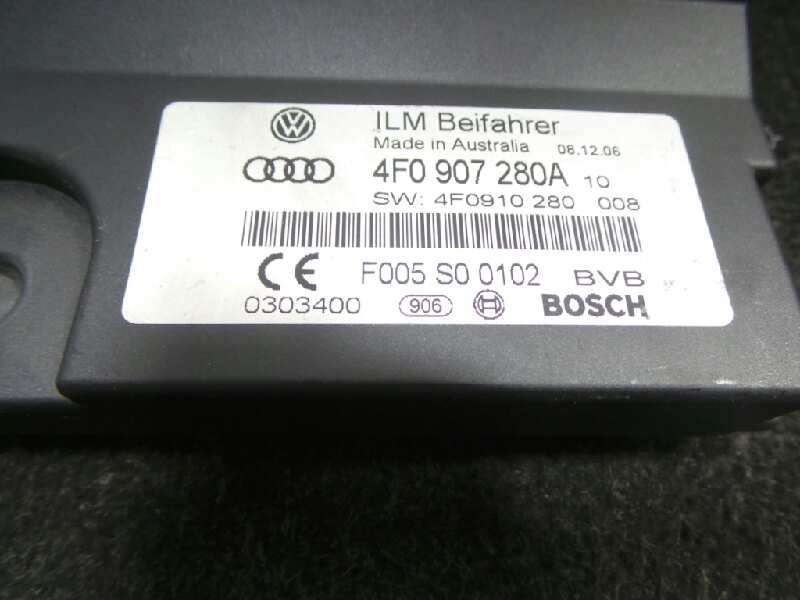 ILM Beifahrer
Made in Australia 06.12.06
4F0 907 280A 10
SW: 4F0910 280 008
CE F005 S0 0102 BVB
0303400 906 BOSCH